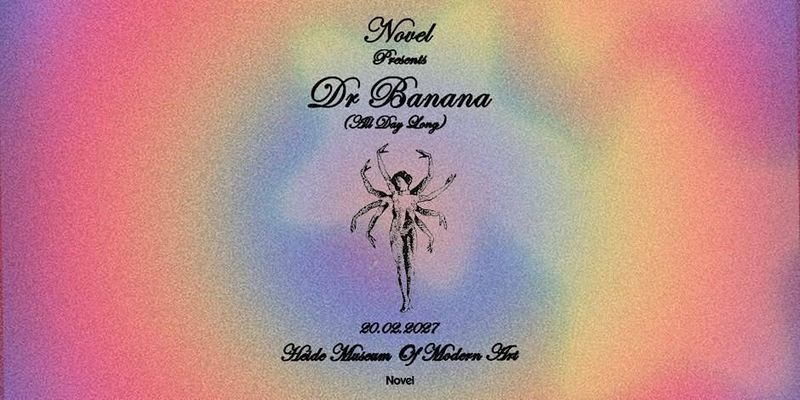 Novel
Presents
Dr Banana
(All Day Long)
20.02.2027
Heide Museum Of Modern Art
Novel